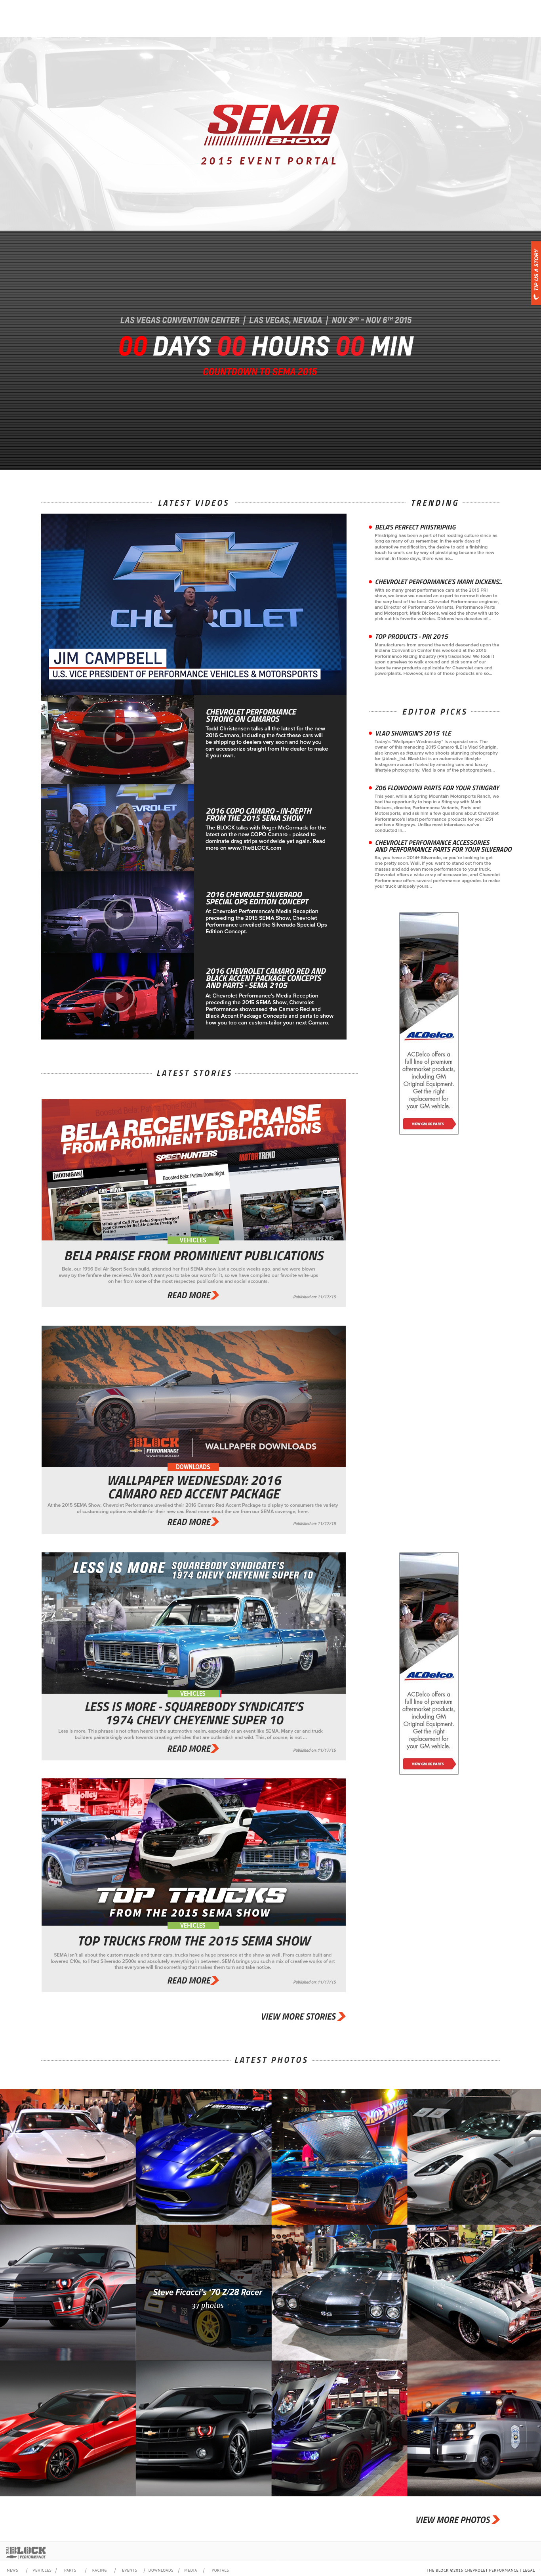 SEMA
SHOW
2015 EVENT PORTAL
TIP US A STORY
LAS VEGAS CONVENTION CENTER | LAS VEGAS, NEVADA | NOV 3RD - NOV 6TH 2015
00 DAYS 00 HOURS 00 MIN
COUNTDOWN TO SEMA 2015
LATEST VIDEOS
CHEVROLET
JIM CAMPBELL
U.S. VICE PRESIDENT OF PERFORMANCE VEHICLES & MOTORSPORTS
CHEVROLET PERFORMANCE
STRONG ON CAMAROS
Todd Christensen talks all the latest for the new
2016 Camaro, including the fact these cars will
be shipping to dealers very soon and how you
can accessorize straight from the dealer to make
it your own.
2016 COPO CAMARO - IN-DEPTH
FROM THE 2015 SEMA SHOW
The BLOCK talks with Roger McCormack for the
latest on the new COPO Camaro - poised to
dominate drag strips worldwide yet again. Read
more on www.TheBLOCK.com
2016 CHEVROLET SILVERADO
SPECIAL OPS EDITION CONCEPT
At Chevrolet Performance's Media Reception
preceeding the 2015 SEMA Show, Chevrolet
Performance unveiled the Silverado Special Ops
Edition Concept.
2016 CHEVROLET CAMARO RED AND
BLACK ACCENT PACKAGE CONCEPTS
AND PARTS - SEMA 2105
At Chevrolet Performance's Media Reception
preceding the 2015 SEMA Show, Chevrolet
Performance showcased the Camaro Red and
Black Accent Package Concepts and parts to show
how you too can custom-tailor your next Camaro.
TRENDING
BELA'S PERFECT PINSTRIPING
Pinstriping has been a part of hot rodding culture since as
long as many of us remember. In the early days of
automotive modification, the desire to add a finishing
touch to one's car by way of pinstriping became the new
normal. In those days, there was no...
CHEVROLET PERFORMANCE'S MARK DICKENS:..
With so many great performance cars at the 2015 PRI
show, we knew we needed an expert to narrow it down to
the very best of the best. Chevrolet Performance engineer,
and Director of Performance Variants, Performance Parts
and Motorsport, Mark Dickens, walked the show with us to
pick out his favorite vehicles. Dickens has decades of...
TOP PRODUCTS - PRI 2015
Manufacturers from around the world descended upon the
Indiana Convention Center this weekend at the 2015
Performance Racing Industry (PRI) tradeshow. We took it
upon ourselves to walk around and pick some of our
favorite new products applicable for Chevrolet cars and
powerplants. However, some of these products are so...
EDITOR PICKS
VLAD SHURIGIN'S 2015 1LE
Today's "Wallpaper Wednesday" is a special one. The
owner of this menacing 2015 Camaro 1LE is Vlad Shurigin,
also known as @sumy who shoots stunning photography
for @black_list. BlackList is an automotive lifestyle
Instagram account fueled by amazing cars and luxury
lifestyle photography. Vlad is one of the photographers...
Z06 FLOWDOWN PARTS FOR YOUR STINGRAY
This year, while at Spring Mountain Motorsports Ranch, we
had the opportunity to hop in a Stingray with Mark
Dickens, director, Performance Variants, Parts and
Motorsports, and ask him a few questions about Chevrolet
Performance's latest performance products for your Z51
and base Stingrays. Unlike most interviews we've
conducted in...
CHEVROLET PERFORMANCE ACCESSORIES
AND PERFORMANCE PARTS FOR YOUR SILVERADO
So, you have a 2014+ Silverado, or you're looking to get
one pretty soon. Well, if you want to stand out from the
masses and add even more performance to your truck,
Chevrolet offers a wide array of accessories, and Chevrolet
Performance offers several performance upgrades to make
your truck uniquely yours...
ACDelco
ACDelco offers a
full line of premium
aftermarket products,
including GM
Original Equipment.
Get the right
replacement for
your GM vehicle.
VIEW GM OE PARTS
LATEST STORIES
BELA RECEIVES PRAISE
FROM PROMINENT PUBLICATIONS
HOONIGAN
SPEEDHUNTERS
MOTORTREND
Boosted Bela: Patina Done Right
VEHICLES
BELA PRAISE FROM PROMINENT PUBLICATIONS
Bela, our 1956 Bel Air Sport Sedan build, attended her first SEMA show just a couple weeks ago, and we were blown
away by the fanfare she received. We don't want you to take our word for it, so we have compiled our favorite write-ups
on her from some of the most respected publications and social accounts.
READ MORE
Published on 11/17/15
THE BLOCK
PERFORMANCE
WALLPAPER DOWNLOADS
DOWNLOADS
WALLPAPER WEDNESDAY: 2016
CAMARO RED ACCENT PACKAGE
At the 2015 SEMA Show, Chevrolet Performance unveiled their 2016 Camaro Red Accent Package to display to consumers the variety
of customizing options available for their new car. Read more about the car from our SEMA coverage, here.
READ MORE
Published on 11/17/15
LESS IS MORE
SQUAREBODY SYNDICATE'S
1974 CHEVY CHEYENNE SUPER 10
VEHICLES
LESS IS MORE - SQUAREBODY SYNDICATE'S
1974 CHEVY CHEYENNE SUPER 10
Less is more. This phrase is not often heard in the automotive realm, especially at an event like SEMA. Many car and truck
builders painstakingly work towards creating vehicles that are outlandish and wild. This, of course, is not ...
READ MORE
Published on 11/17/15
ACDelco
ACDelco offers a
full line of premium
aftermarket products,
including GM
Original Equipment.
Get the right
replacement for
your GM vehicle.
VIEW GM OE PARTS
Holley
TOP TRUCKS
FROM THE 2015 SEMA SHOW
VEHICLES
TOP TRUCKS FROM THE 2015 SEMA SHOW
SEMA isn't all about the custom muscle and tuner cars, trucks have a huge presence at the show as well. From custom built and
lowered C10s, to lifted Silverado 2500s and absolutely everything in between, SEMA brings you such a mix of creative works of art
that everyone will find something that makes them turn and take notice.
READ MORE
Published on 11/17/15
VIEW MORE STORIES
LATEST PHOTOS
Hot Wheels
Steve Ficacci's '70 Z/28 Racer
37 photos
SS
VIEW MORE PHOTOS
THE BLOCK
PERFORMANCE
NEWS / VEHICLES / PARTS / RACING / EVENTS / DOWNLOADS / MEDIA / PORTALS
THE BLOCK ©2015 CHEVROLET PERFORMANCE | LEGAL